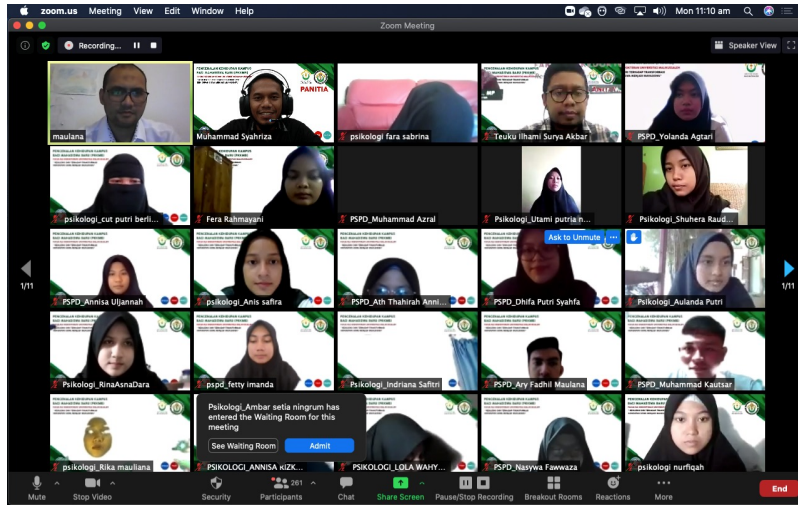 zoom.us Meeting View Edit Window Help
Mon 11:10 am
Zoom Meeting
Recording...
Speaker View
PANITIA
maulana
Muhammad Syahriza
psikologi fara sabrina
Teuku Ilhami Surya Akbar
PSPD_Yolanda Agtari
psikologi_cut putri berli...
Fera Rahmayani
PSPD_Muhammad Azral
Psikologi_Utami putria n...
Psikologi_Shuhera Raud...
Ask to Unmute
1/11
1/11
PSPD_Annisa Uljannah
psikologi_Anis safira
PSPD_Ath Thahirah Anni...
PSPD_Dhifa Putri Syahfa
Psikologi_Aulanda Putri
Psikologi_RinaAsnaDara
pspd_fetty imanda
Psikologi_Indriana Safitri
PSPD_Ary Fadhil Maulana
PSPD_Muhammad Kautsar
Psikologi_Ambar setia ningrum has
entered the Waiting Room for this
meeting
See Waiting Room
Admit
psikologi_Rika mauliana
PSIKOLOGI_ANNISA
PSIKOLOGI_LOLA WAHY...
PSPD_Nasywa Fawwaza
psikologi nurfiqah
Mute
Stop Video
Security
261
Participants
Chat
Share Screen
Pause/Stop Recording
Breakout Rooms
Reactions
More
End